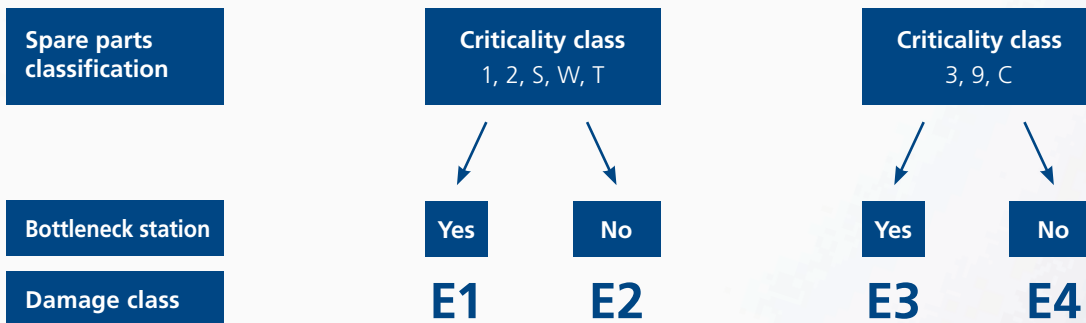 Spare parts
classification
Criticality class
1, 2, S, W, T
Criticality class
3, 9, C
Bottleneck station
Yes
No
Yes
No
Damage class
E1
E2
E3
E4